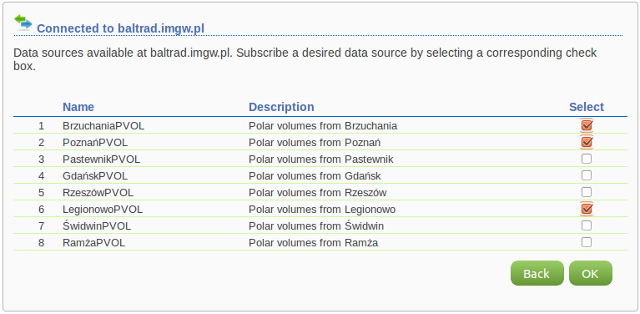 Connected to baltrad.imgw.pl
Data sources available at baltrad.imgw.pl. Subscribe a desired data source by selecting a corresponding check
box.
Name Description Select
1 BrzuchaniaPVOL Polar volumes from Brzuchania
2 PoznańPVOL Polar volumes from Poznań
3 PastewnikPVOL Polar volumes from Pastewnik
4 GdańskPVOL Polar volumes from Gdańsk
5 RzeszówPVOL Polar volumes from Rzeszów
6 LegionowoPVOL Polar volumes from Legionowo
7 ŚwidwinPVOL Polar volumes from Świdwin
8 RamżaPVOL Polar volumes from Ramża
Back OK